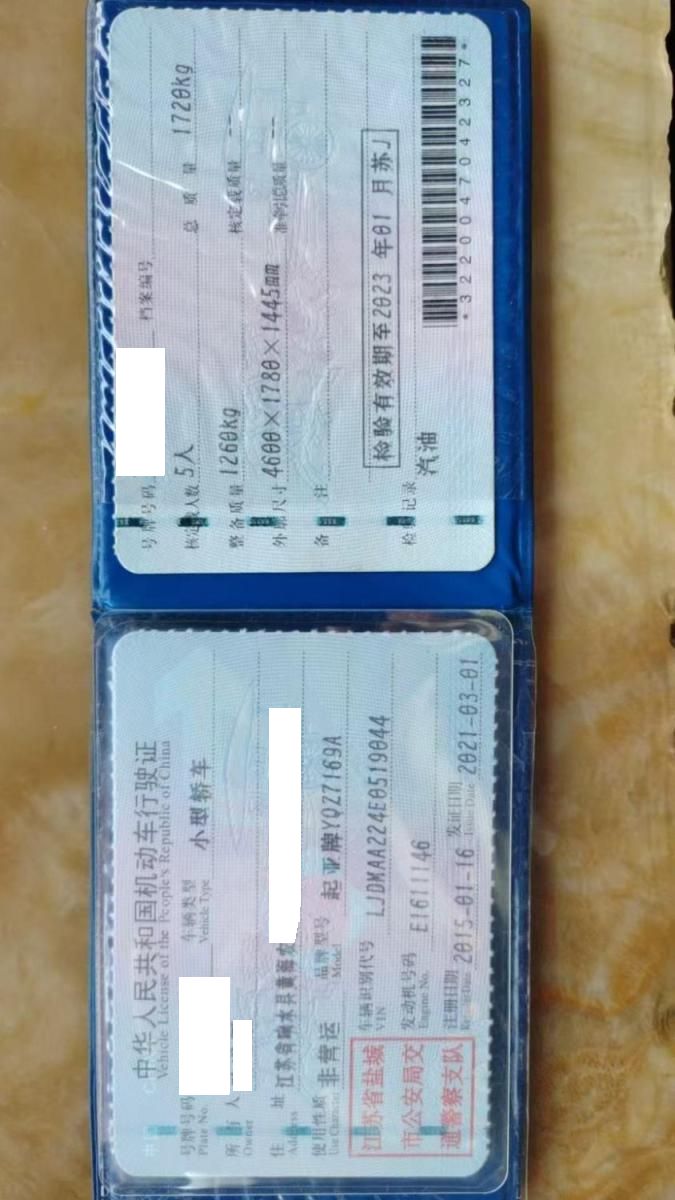 中华人民共和国机动车行驶证
Vehicle License of the People's Republic of China
号牌号码
Plate No.
车辆类型 小型轿车
Vehicle Type
所有人
Owner
住址 江苏省响水县黄海农
Address
使用性质 非营运
Use Character
品牌型号 起亚牌YQZ7169A
Model
江苏省盐城
市公安局交
通警察支队
车辆识别代号 LJDMAA224E0519044
VIN
发动机号码 E1611146
Engine No.
注册日期 2015-01-16
Register Date
发证日期 2021-03-01
Issue Date
号牌号码
档案编号
核定载人数 5人
总质量 1720kg
整备质量 1260kg
核定载质量 --
外廓尺寸 4600×1780×1445mm
准牵引总质量 --
备注
检验有效期至2023年01月苏J
检验记录
汽油
*3220047042327*